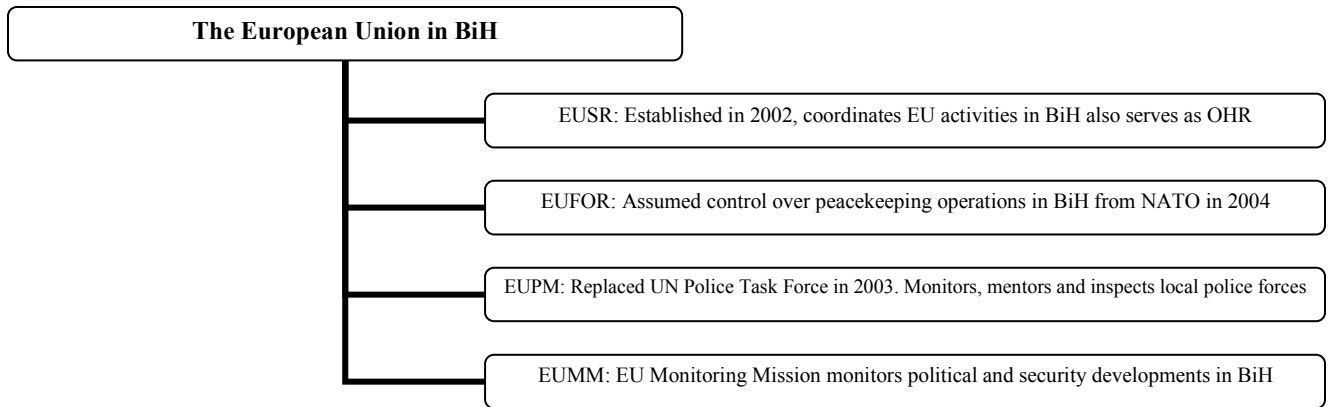 The European Union in BiH
EUSR: Established in 2002, coordinates EU activities in BiH also serves as OHR
EUFOR: Assumed control over peacekeeping operations in BiH from NATO in 2004
EUPM: Replaced UN Police Task Force in 2003. Monitors, mentors and inspects local police forces
EUMM: EU Monitoring Mission monitors political and security developments in BiH